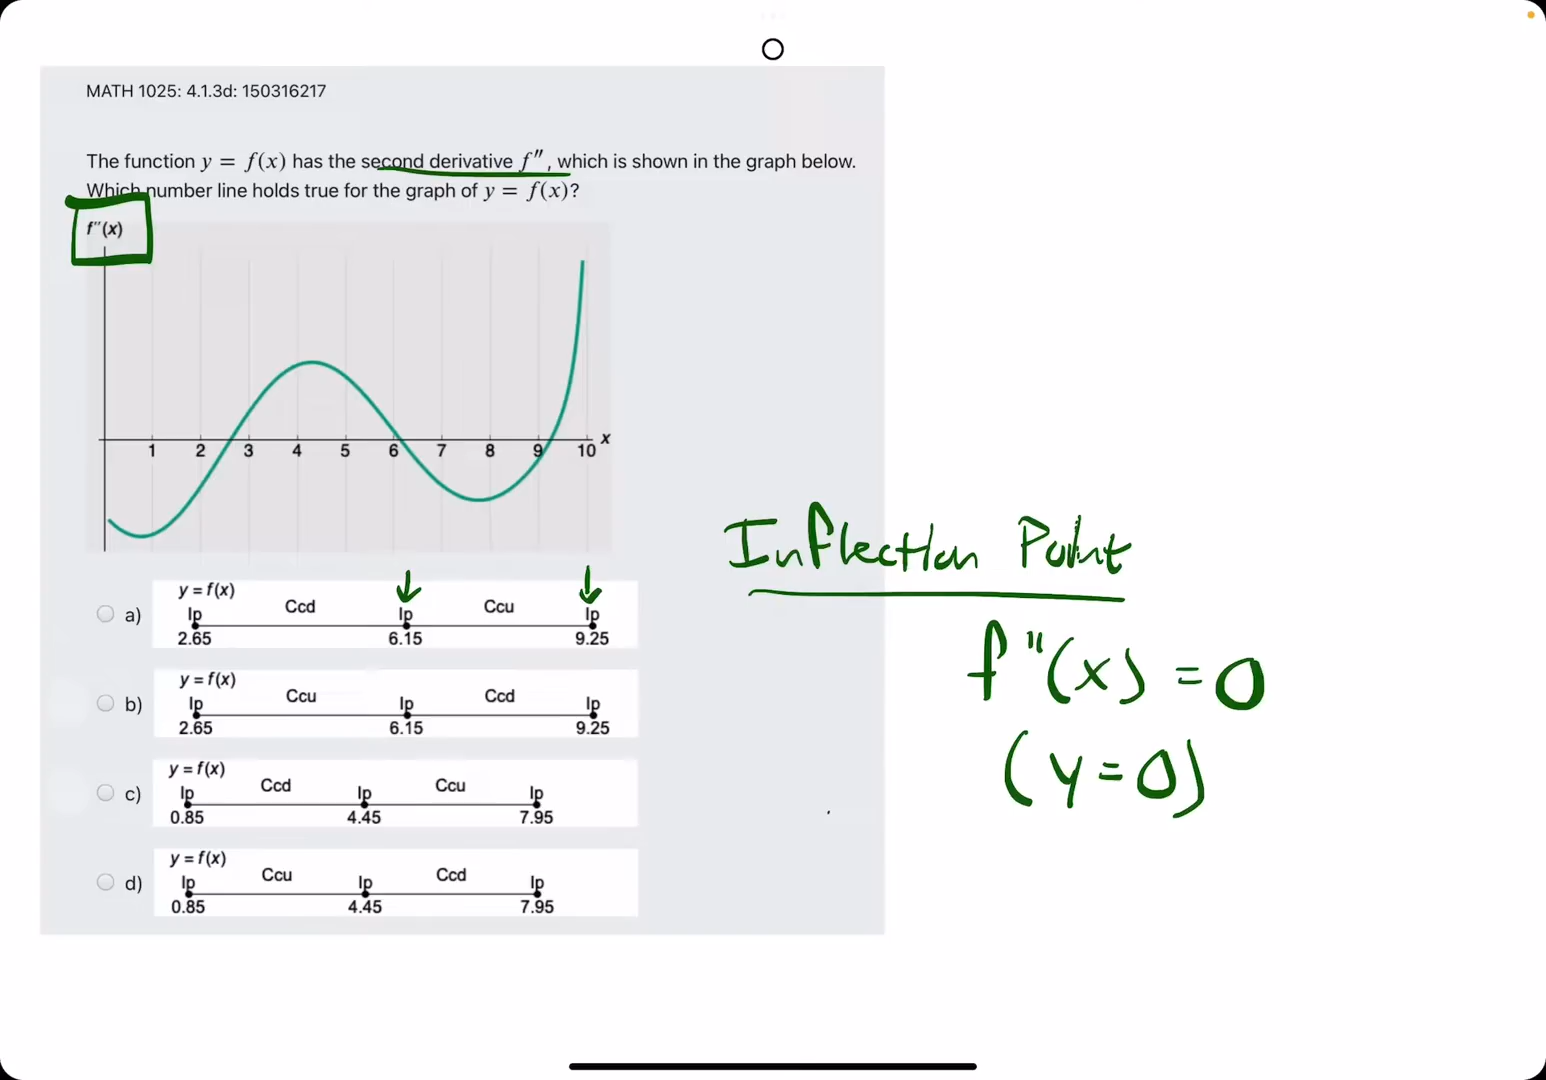 MATH 1025: 4.1.3d: 150316217
The function y = f(x) has the second derivative f″, which is shown in the graph below.
Which number line holds true for the graph of y = f(x)?
f″(x)
x
1 2 3 4 5 6 7 8 9 10
a)
y = f(x)
Ip Ccd Ip Ccu Ip
2.65 6.15 9.25
b)
y = f(x)
Ip Ccu Ip Ccd Ip
2.65 6.15 9.25
c)
y = f(x)
Ip Ccd Ip Ccu Ip
0.85 4.45 7.95
d)
y = f(x)
Ip Ccu Ip Ccd Ip
0.85 4.45 7.95
Inflection Point
f"(x) = 0
(y=0)